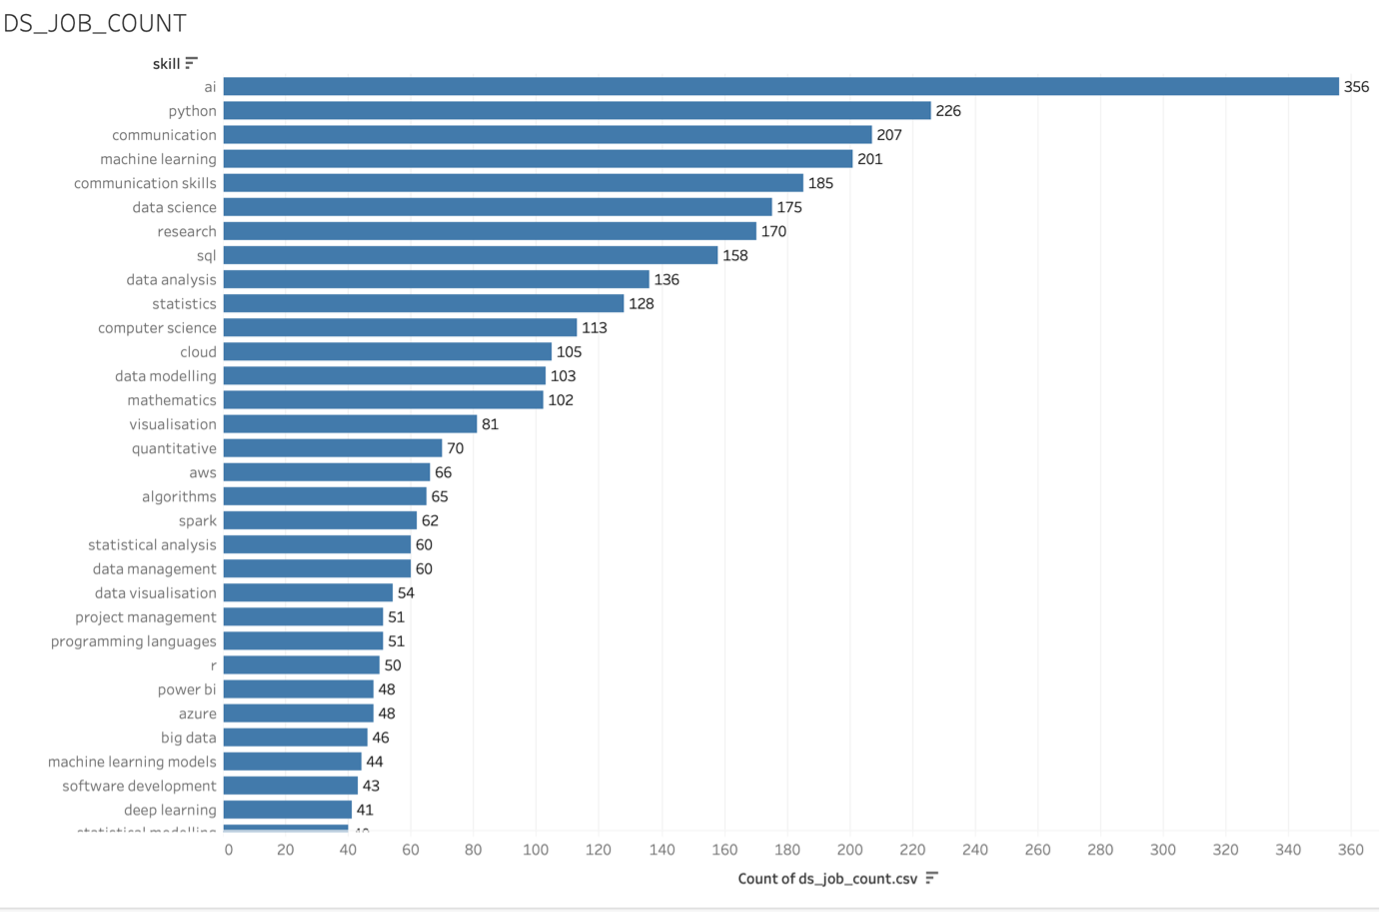 DS_JOB_COUNT
skill
ai 356
python 226
communication 207
machine learning 201
communication skills 185
data science 175
research 170
sql 158
data analysis 136
statistics 128
computer science 113
cloud 105
data modelling 103
mathematics 102
visualisation 81
quantitative 70
aws 66
algorithms 65
spark 62
statistical analysis 60
data management 60
data visualisation 54
project management 51
programming languages 51
r 50
power bi 48
azure 48
big data 46
machine learning models 44
software development 43
deep learning 41
statistical modelling 40
0 20 40 60 80 100 120 140 160 180 200 220 240 260 280 300 320 340 360
Count of ds_job_count.csv